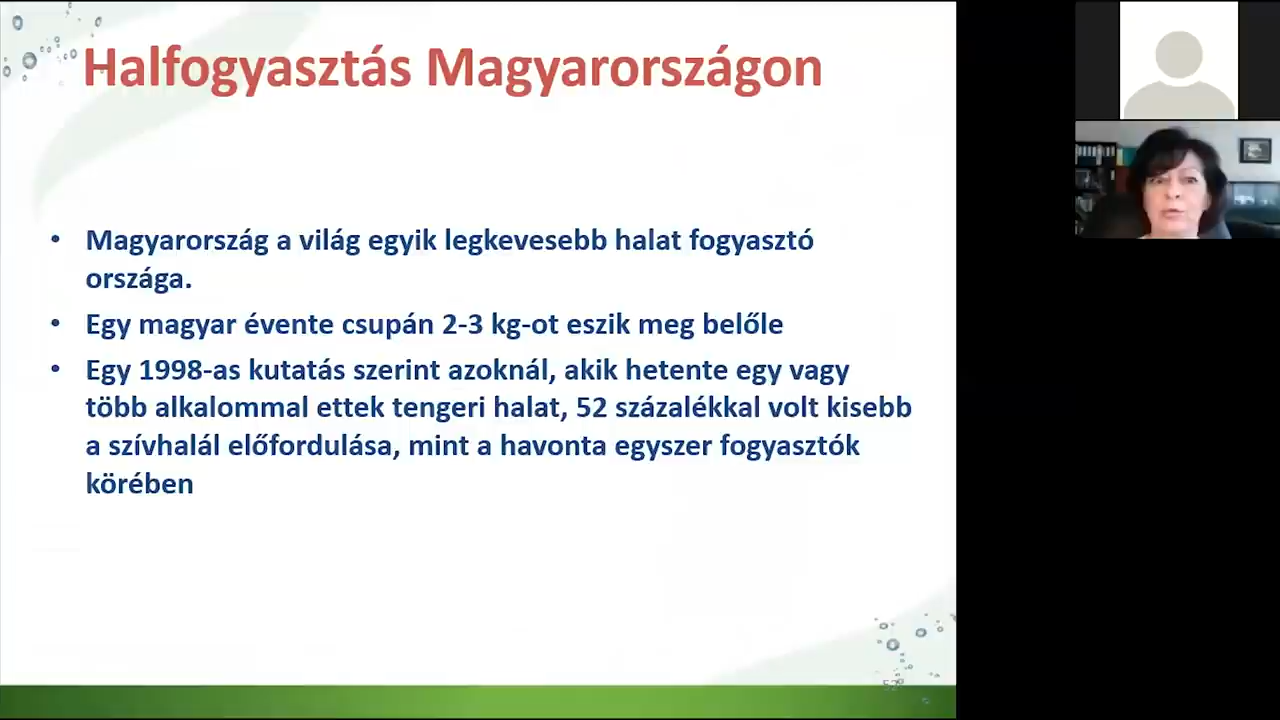 Halfogyasztás Magyarországon
• Magyarország a világ egyik legkevesebb halat fogyasztó
országa.
• Egy magyar évente csupán 2-3 kg-ot eszik meg belőle
• Egy 1998-as kutatás szerint azoknál, akik hetente egy vagy
több alkalommal ettek tengeri halat, 52 százalékkal volt kisebb
a szívhalál előfordulása, mint a havonta egyszer fogyasztók
körében
52